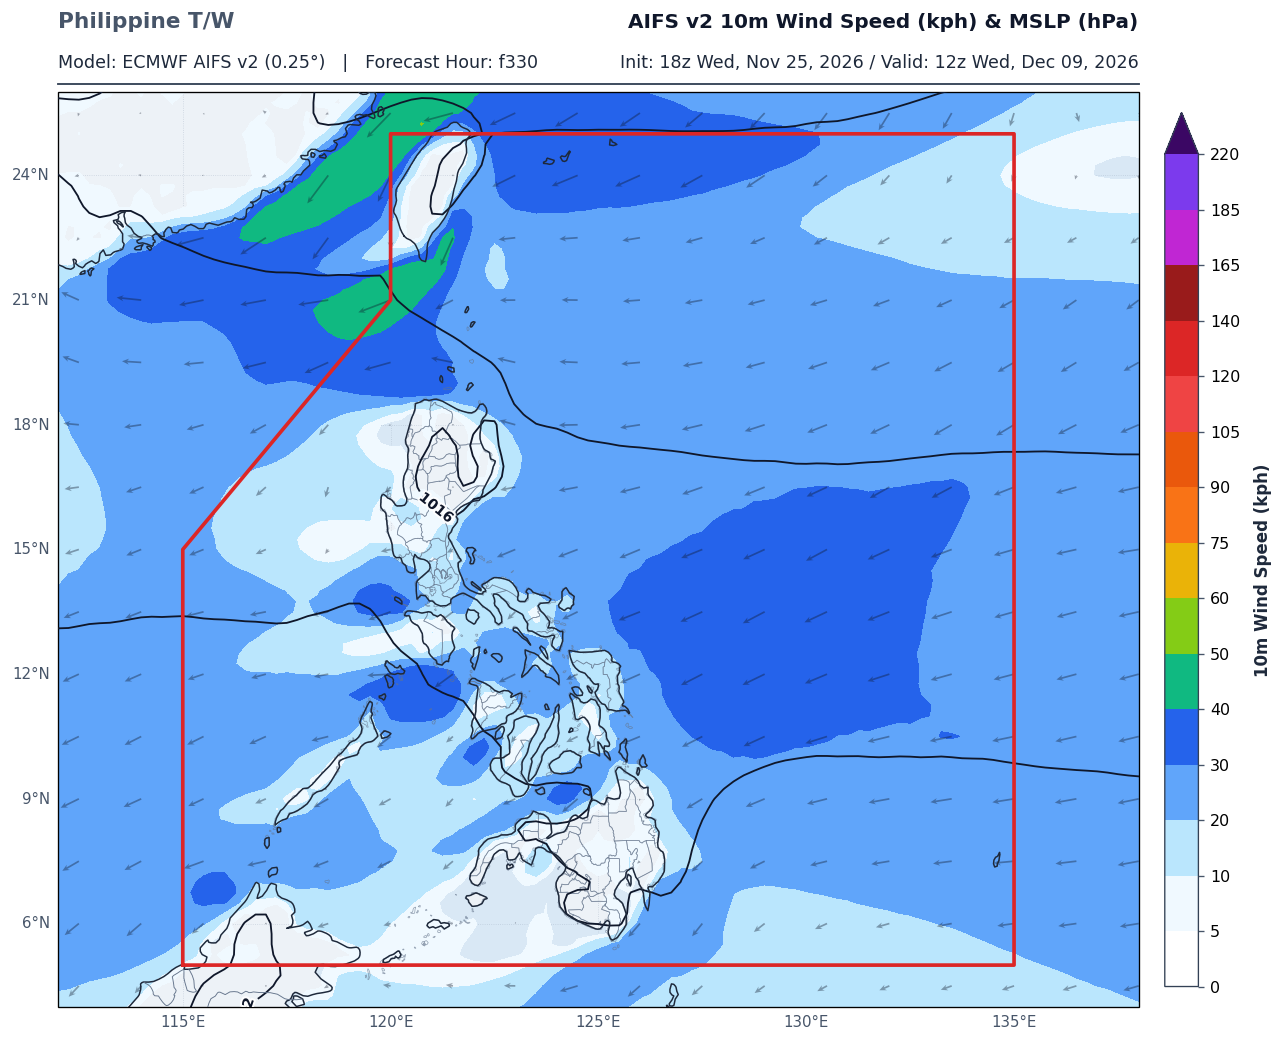 Philippine T/W
AIFS v2 10m Wind Speed (kph) & MSLP (hPa)
Model: ECMWF AIFS v2 (0.25°) | Forecast Hour: f330
Init: 18z Wed, Nov 25, 2026 / Valid: 12z Wed, Dec 09, 2026
24°N
21°N
18°N
15°N
12°N
9°N
6°N
1016
2
115°E
120°E
125°E
130°E
135°E
220
185
165
140
120
105
90
75
60
50
40
30
20
10
5
0
10m Wind Speed (kph)